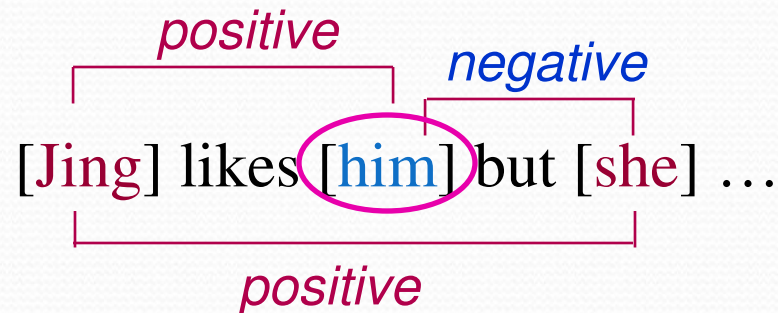 positive
negative
[Jing] likes [him] but [she] …
positive